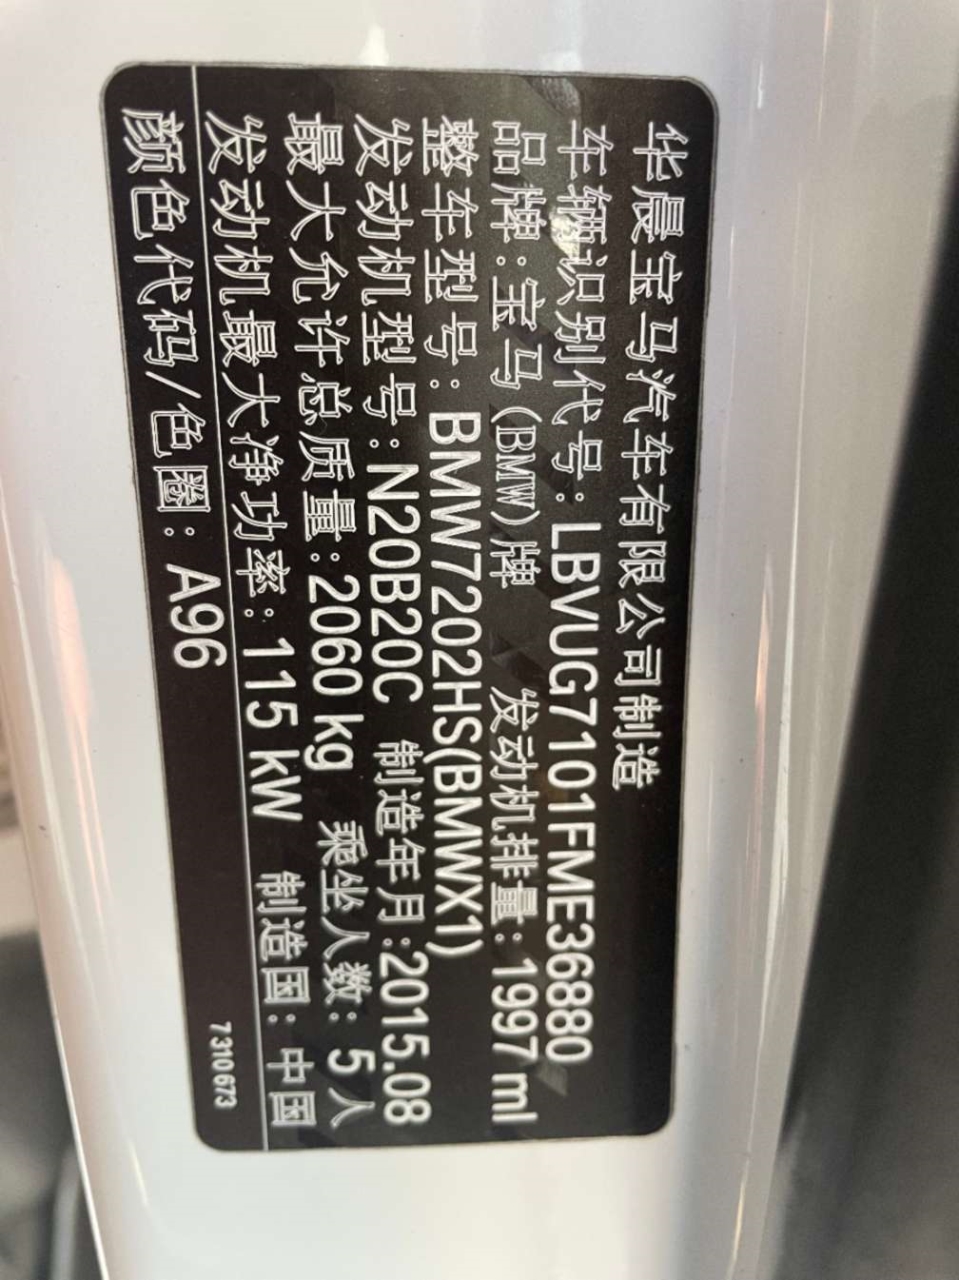 华晨宝马汽车有限公司制造
车辆识别代号:LBVUG7101FME36880
品牌:宝马(BMW)牌 发动机排量:1997 ml
整车型号:BMW7202HS(BMWX1)
发动机型号:N20B20C 制造年月:2015.08
最大允许总质量:2060 kg 乘坐人数:5人
发动机最大净功率:115 kW 制造国:中国
颜色代码/色圈:A96
7310673